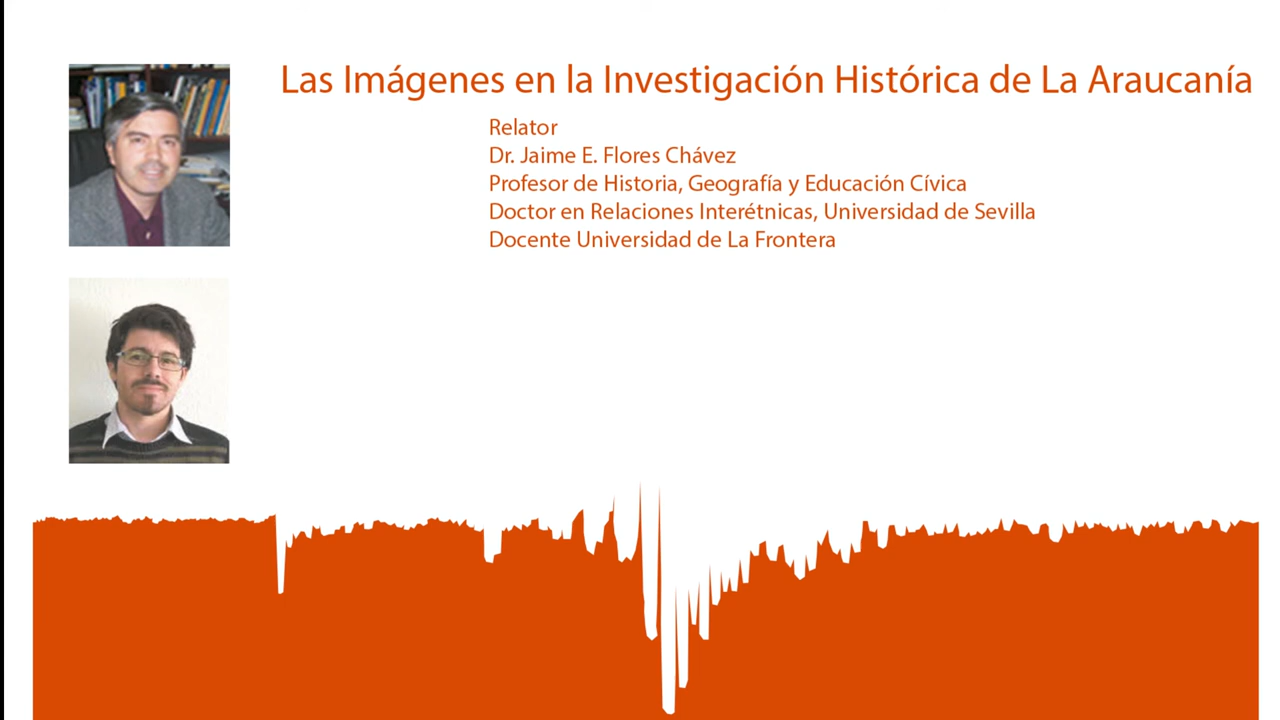 Las Imágenes en la Investigación Histórica de La Araucanía
Relator
Dr. Jaime E. Flores Chávez
Profesor de Historia, Geografía y Educación Cívica
Doctor en Relaciones Interétnicas, Universidad de Sevilla
Docente Universidad de La Frontera